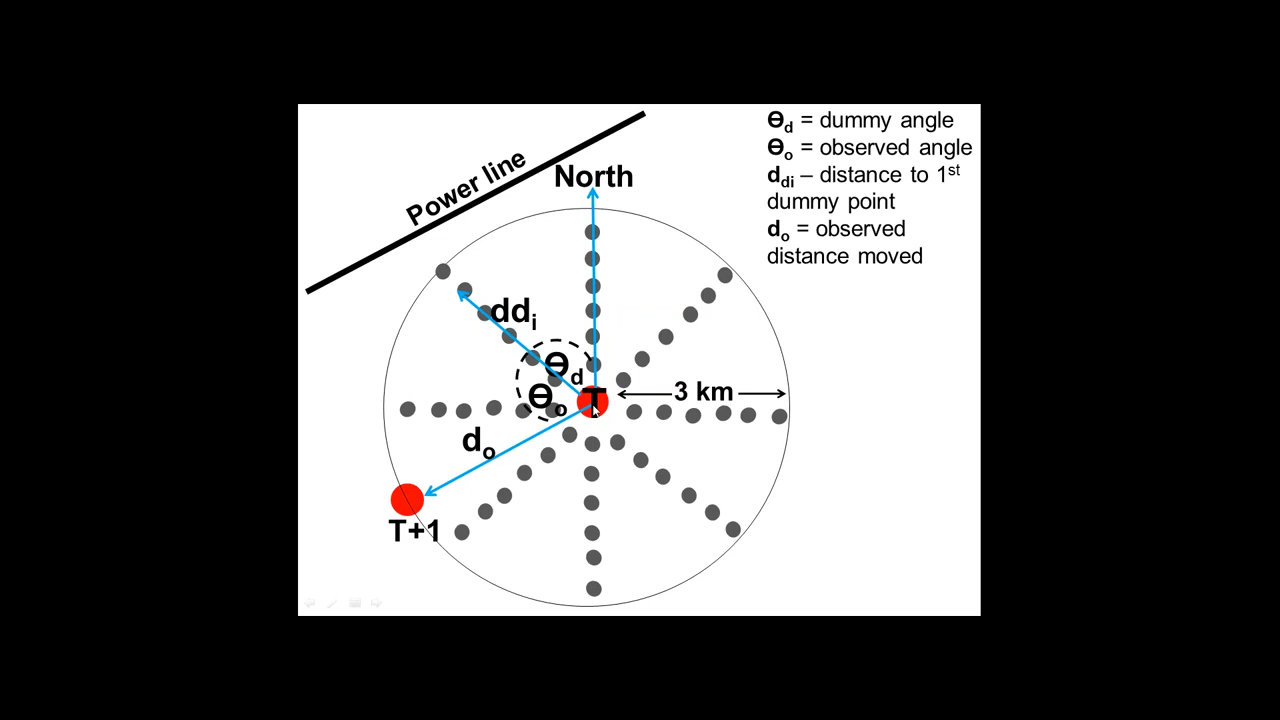 Power line
North
ϴd = dummy angle
ϴo = observed angle
ddi – distance to 1st
dummy point
do = observed
distance moved
ddi
ϴd
ϴo
T
3 km
do
T+1